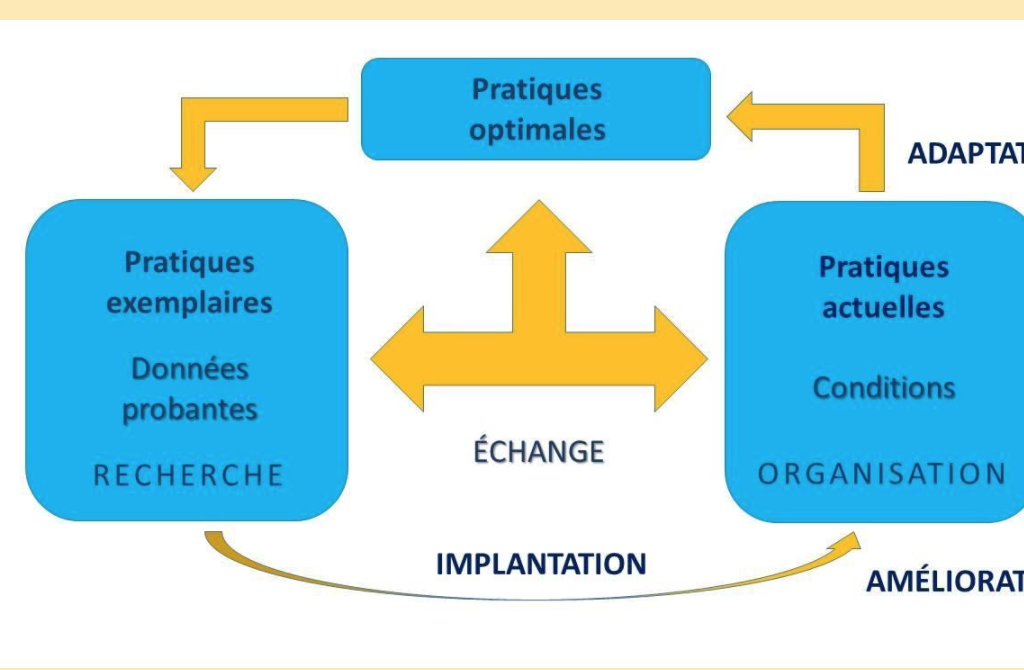 Pratiques
optimales
ADAPTAT
Pratiques
exemplaires
Données
probantes
RECHERCHE
ÉCHANGE
Pratiques
actuelles
Conditions
ORGANISATION
IMPLANTATION
AMÉLIORAT